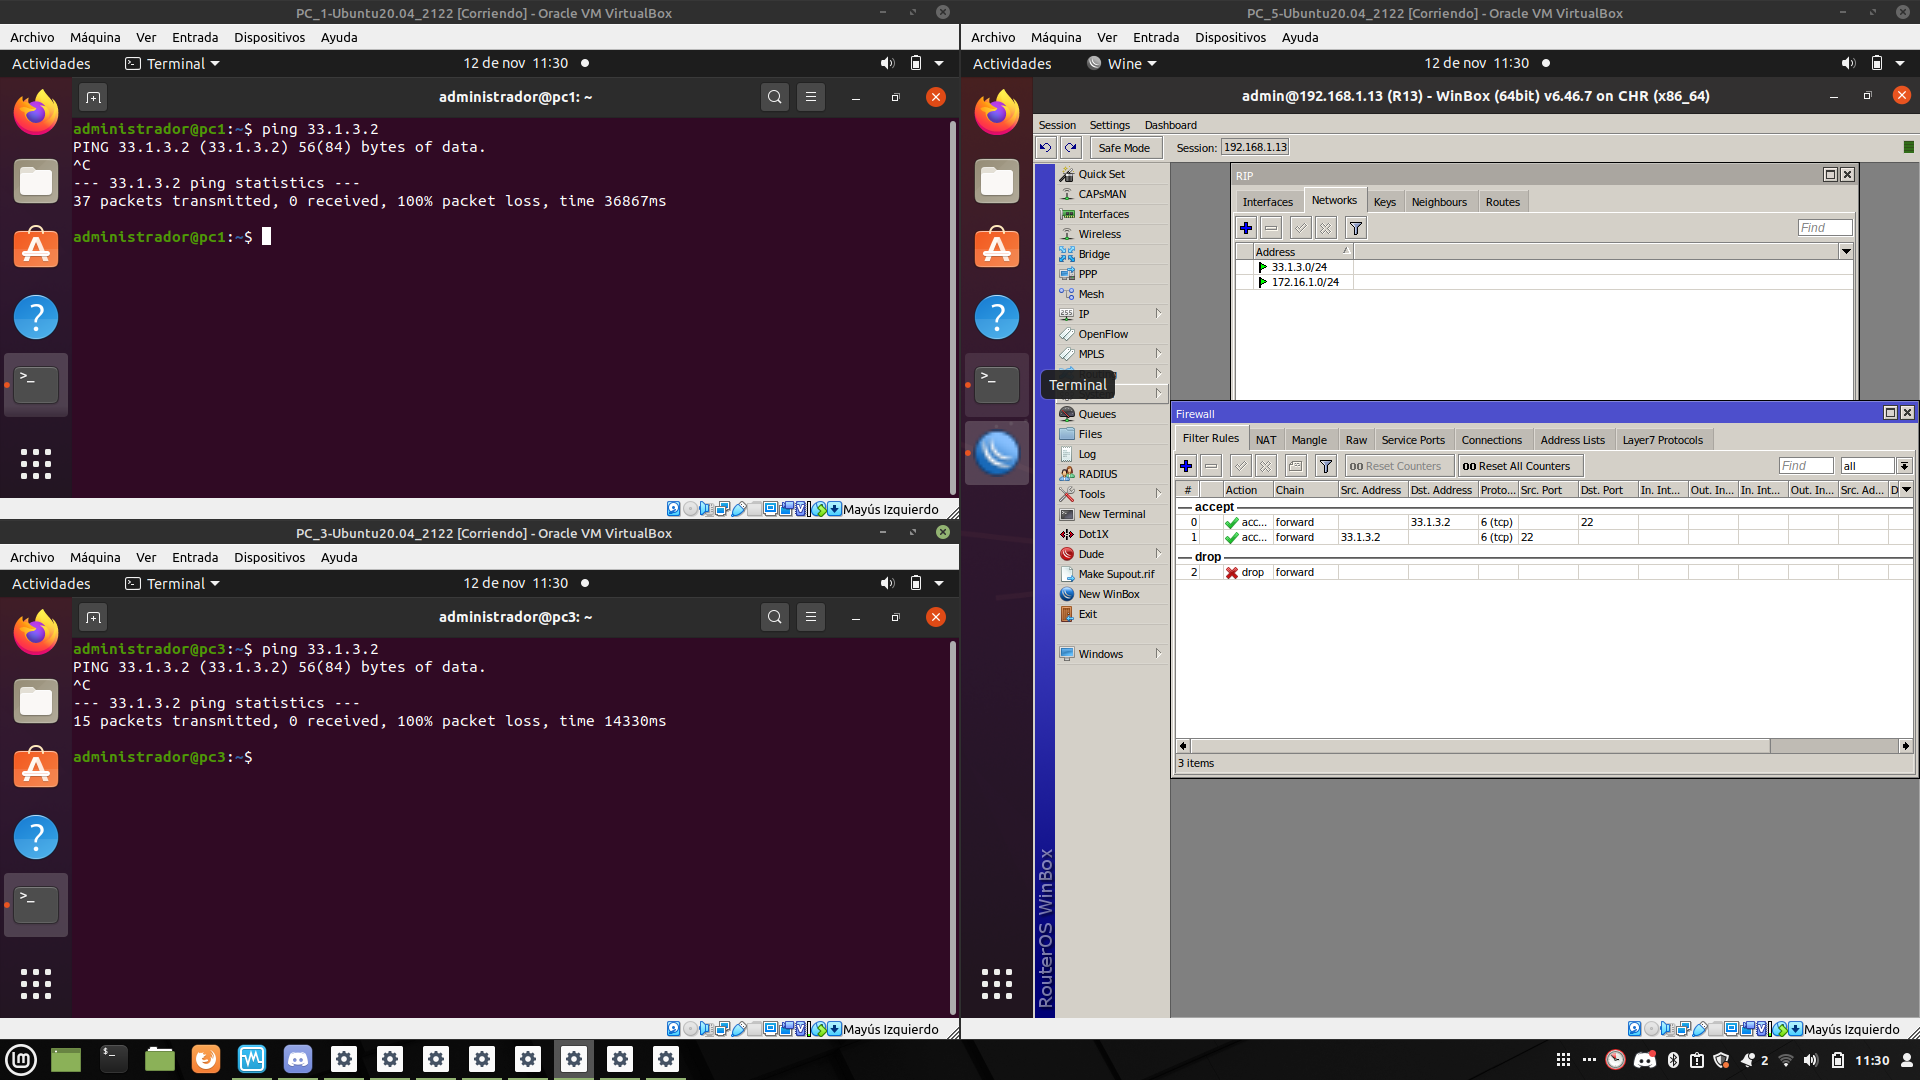 PC_1-Ubuntu20.04_2122 [Corriendo] - Oracle VM VirtualBox
Archivo Máquina Ver Entrada Dispositivos Ayuda
Actividades Terminal 12 de nov 11:30
administrador@pc1: ~
administrador@pc1:~$ ping 33.1.3.2
PING 33.1.3.2 (33.1.3.2) 56(84) bytes of data.
^C
--- 33.1.3.2 ping statistics ---
37 packets transmitted, 0 received, 100% packet loss, time 36867ms
administrador@pc1:~$
Mayús Izquierdo
PC_3-Ubuntu20.04_2122 [Corriendo] - Oracle VM VirtualBox
Archivo Máquina Ver Entrada Dispositivos Ayuda
Actividades Terminal 12 de nov 11:30
administrador@pc3: ~
administrador@pc3:~$ ping 33.1.3.2
PING 33.1.3.2 (33.1.3.2) 56(84) bytes of data.
^C
--- 33.1.3.2 ping statistics ---
15 packets transmitted, 0 received, 100% packet loss, time 14330ms
administrador@pc3:~$
Mayús Izquierdo
PC_5-Ubuntu20.04_2122 [Corriendo] - Oracle VM VirtualBox
Archivo Máquina Ver Entrada Dispositivos Ayuda
Actividades Wine 12 de nov 11:30
admin@192.168.1.13 (R13) - WinBox (64bit) v6.46.7 on CHR (x86_64)
Session Settings Dashboard
Safe Mode Session: 192.168.1.13
Quick Set
CAPsMAN
Interfaces
Wireless
Bridge
PPP
Mesh
IP
OpenFlow
MPLS
Terminal
Queues
Files
Log
RADIUS
Tools
New Terminal
Dot1X
Dude
Make Supout.rif
New WinBox
Exit
Windows
RouterOS WinBox
RIP
Interfaces Networks Keys Neighbours Routes
Find
Address
33.1.3.0/24
172.16.1.0/24
Firewall
Filter Rules NAT Mangle Raw Service Ports Connections Address Lists Layer7 Protocols
00 Reset Counters 00 Reset All Counters Find all
# Action Chain Src. Address Dst. Address Proto... Src. Port Dst. Port In. Int... Out. In... In. Int... Out. In... Src. Ad... D
accept
0 acc... forward 33.1.3.2 6 (tcp) 22
1 acc... forward 33.1.3.2 6 (tcp) 22
drop
2 drop forward
3 items
Mayús Izquierdo
2 11:30